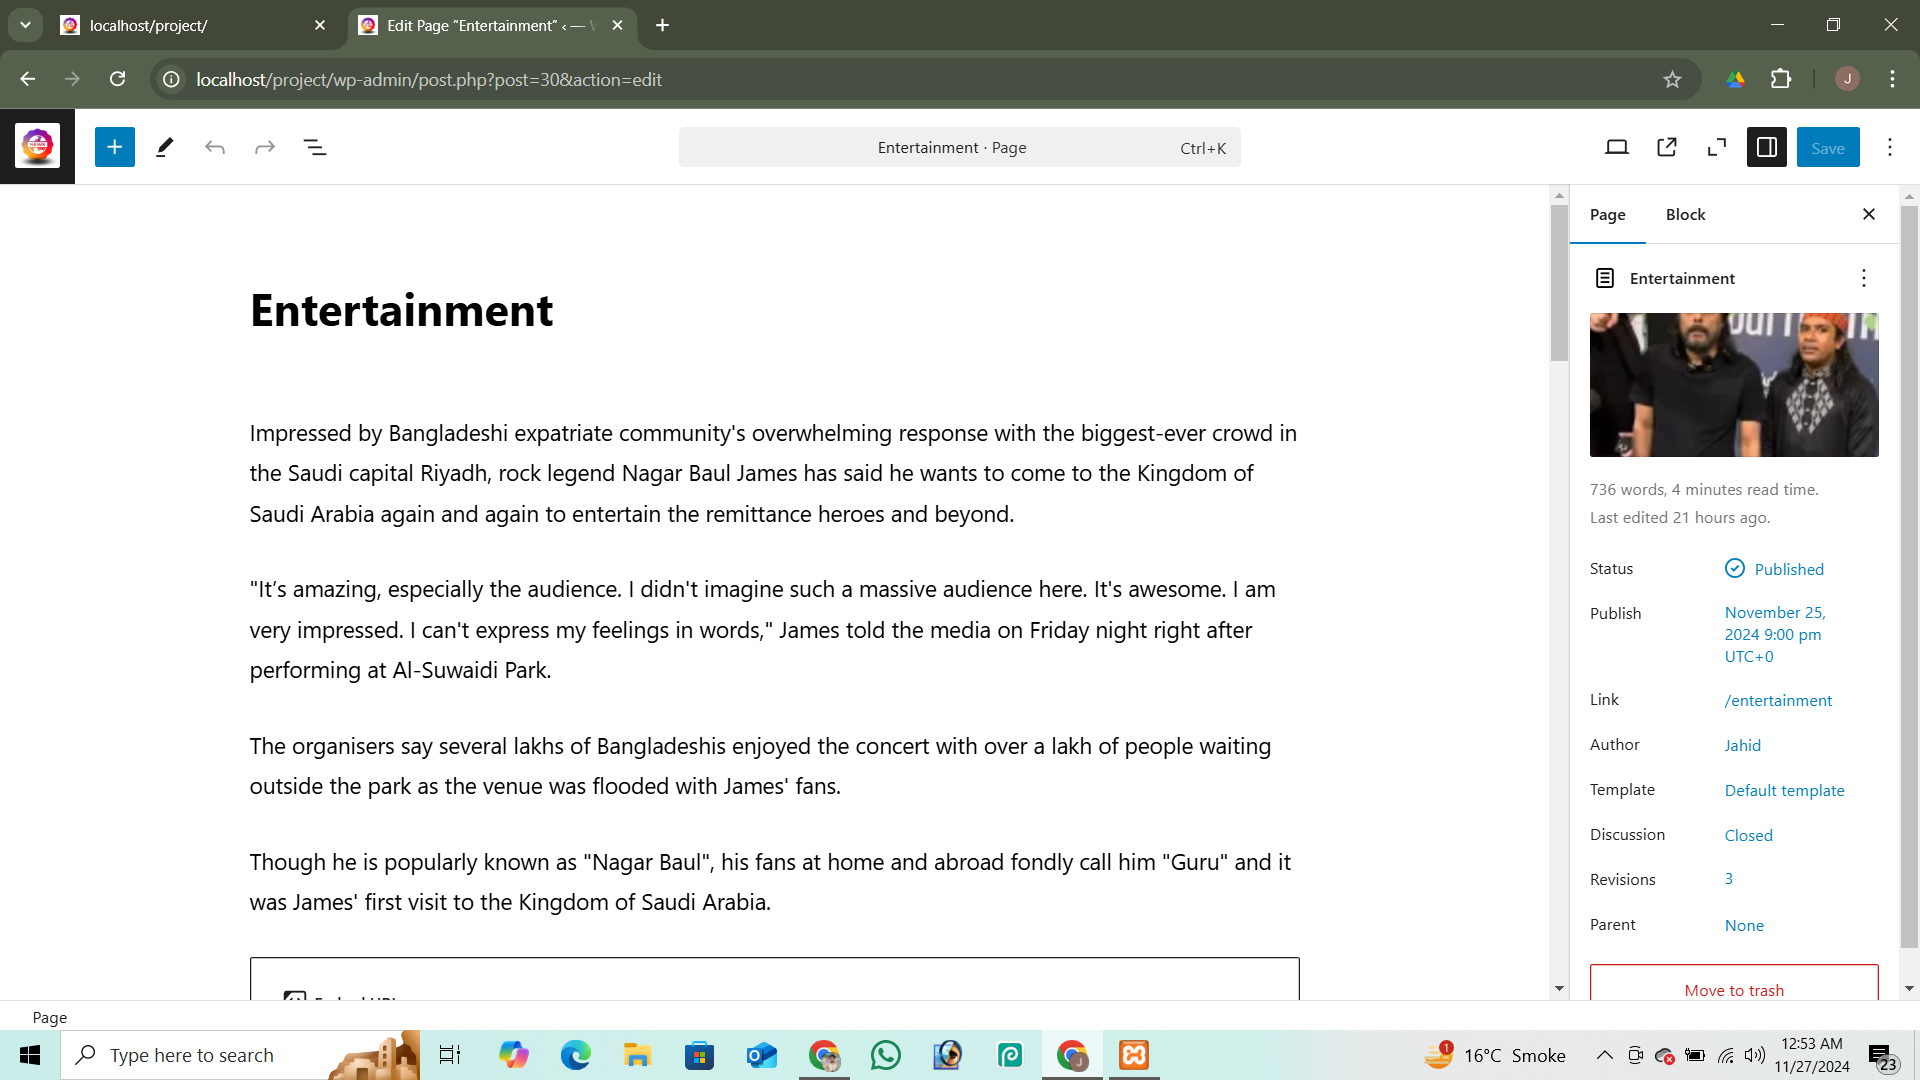 localhost/project/
Edit Page “Entertainment” ‹ —
localhost/project/wp-admin/post.php?post=30&action=edit
J
Entertainment · Page
Ctrl+K
Save
Page
Block
Entertainment
Entertainment
Impressed by Bangladeshi expatriate community's overwhelming response with the biggest-ever crowd in
the Saudi capital Riyadh, rock legend Nagar Baul James has said he wants to come to the Kingdom of
Saudi Arabia again and again to entertain the remittance heroes and beyond.
"It’s amazing, especially the audience. I didn't imagine such a massive audience here. It's awesome. I am
very impressed. I can't express my feelings in words," James told the media on Friday night right after
performing at Al-Suwaidi Park.
The organisers say several lakhs of Bangladeshis enjoyed the concert with over a lakh of people waiting
outside the park as the venue was flooded with James' fans.
Though he is popularly known as "Nagar Baul", his fans at home and abroad fondly call him "Guru" and it
was James' first visit to the Kingdom of Saudi Arabia.
736 words, 4 minutes read time.
Last edited 21 hours ago.
Status
Published
Publish
November 25,
2024 9:00 pm
UTC+0
Link
/entertainment
Author
Jahid
Template
Default template
Discussion
Closed
Revisions
3
Parent
None
Move to trash
Page
Type here to search
1
16°C Smoke
12:53 AM
11/27/2024
23